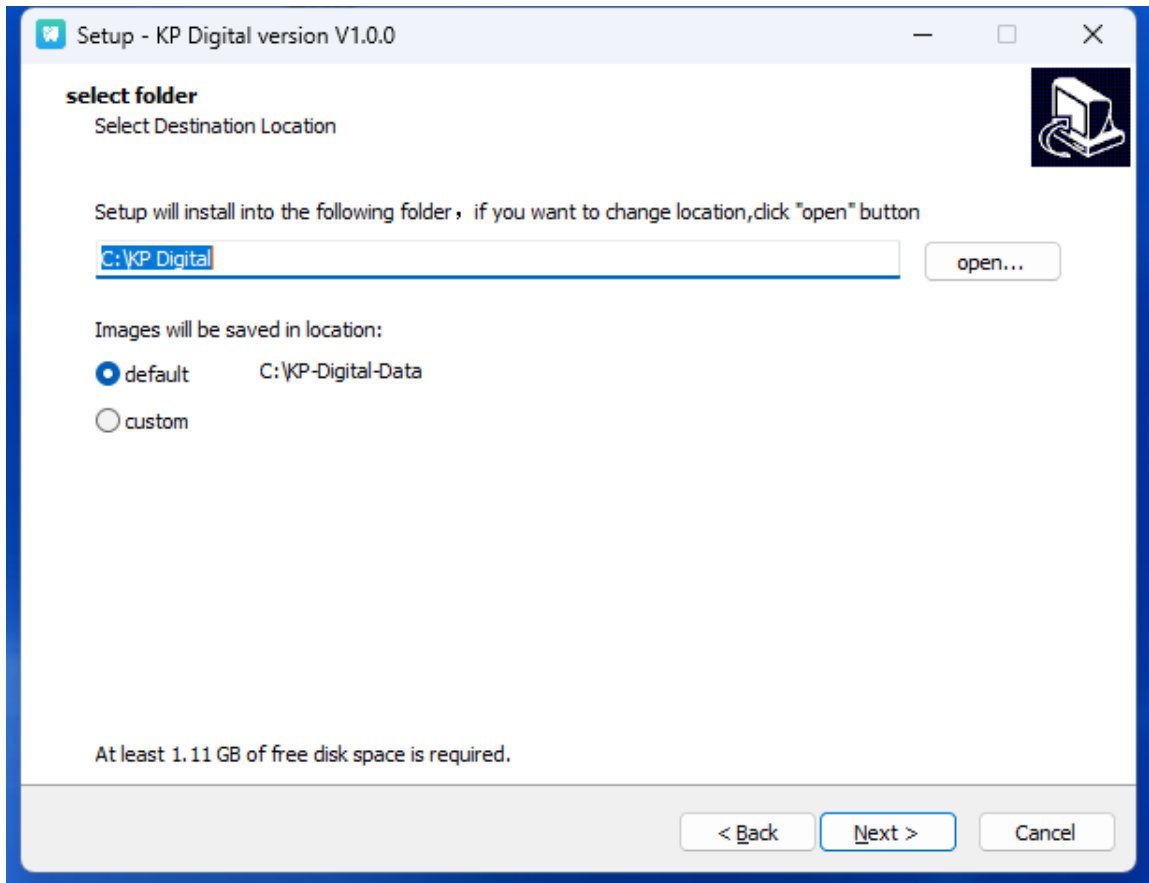 Setup - KP Digital version V1.0.0
select folder
Select Destination Location
Setup will install into the following folder，if you want to change location,click "open" button
C:\KP Digital
open...
Images will be saved in location:
default C:\KP-Digital-Data
custom
At least 1.11 GB of free disk space is required.
< Back Next > Cancel